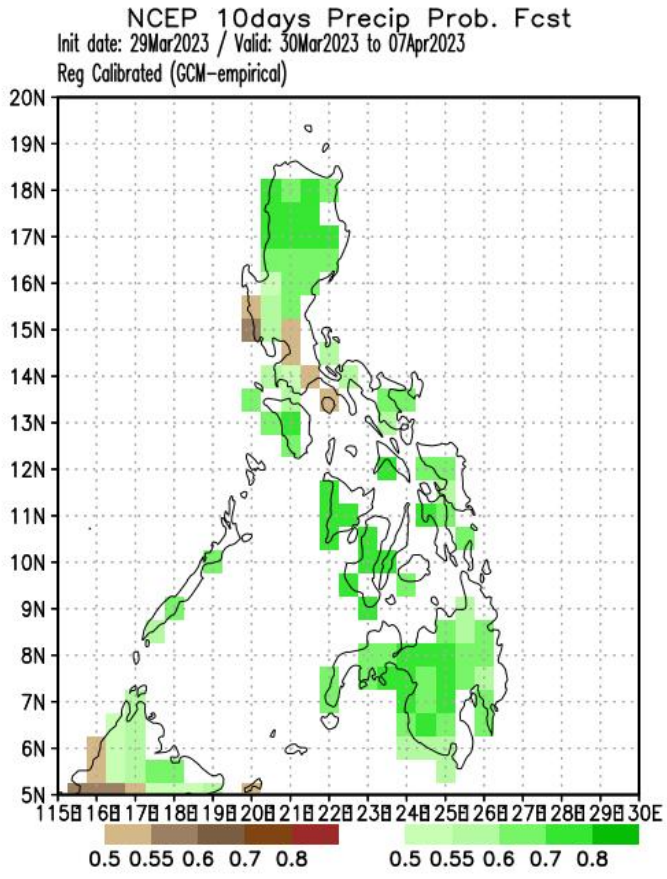 NCEP 10days Precip Prob. Fcst
Init date: 29Mar2023 / Valid: 30Mar2023 to 07Apr2023
Reg Calibrated (GCM-empirical)
20N
19N
18N
17N
16N
15N
14N
13N
12N
11N
10N
9N
8N
7N
6N
5N
115E 116E 117E 118E 119E 120E 121E 122E 123E 124E 125E 126E 127E 128E 129E 130E
0.5 0.55 0.6 0.7 0.8 0.5 0.55 0.6 0.7 0.8